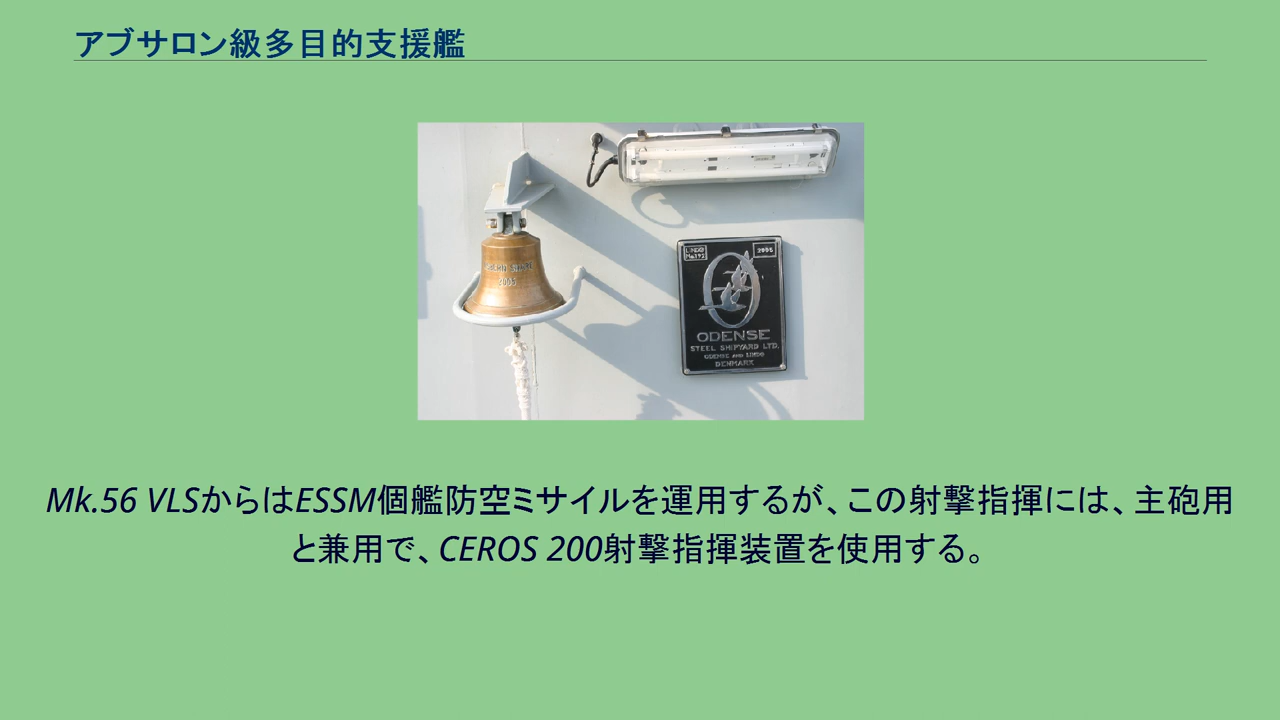 アブサロン級多目的支援艦
2005
2005
ODENSE
STEEL SHIPYARD LTD.
ODENSE AND LINDØ
DENMARK
Mk.56 VLSからはESSM個艦防空ミサイルを運用するが、この射撃指揮には、主砲用
と兼用で、CEROS 200射撃指揮装置を使用する。